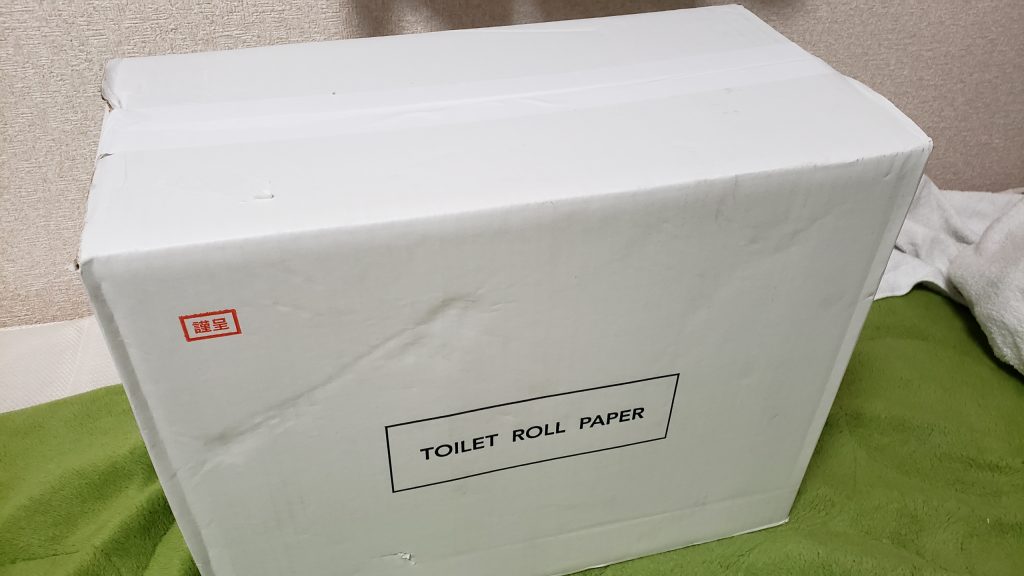 謹呈
TOILET ROLL PAPER